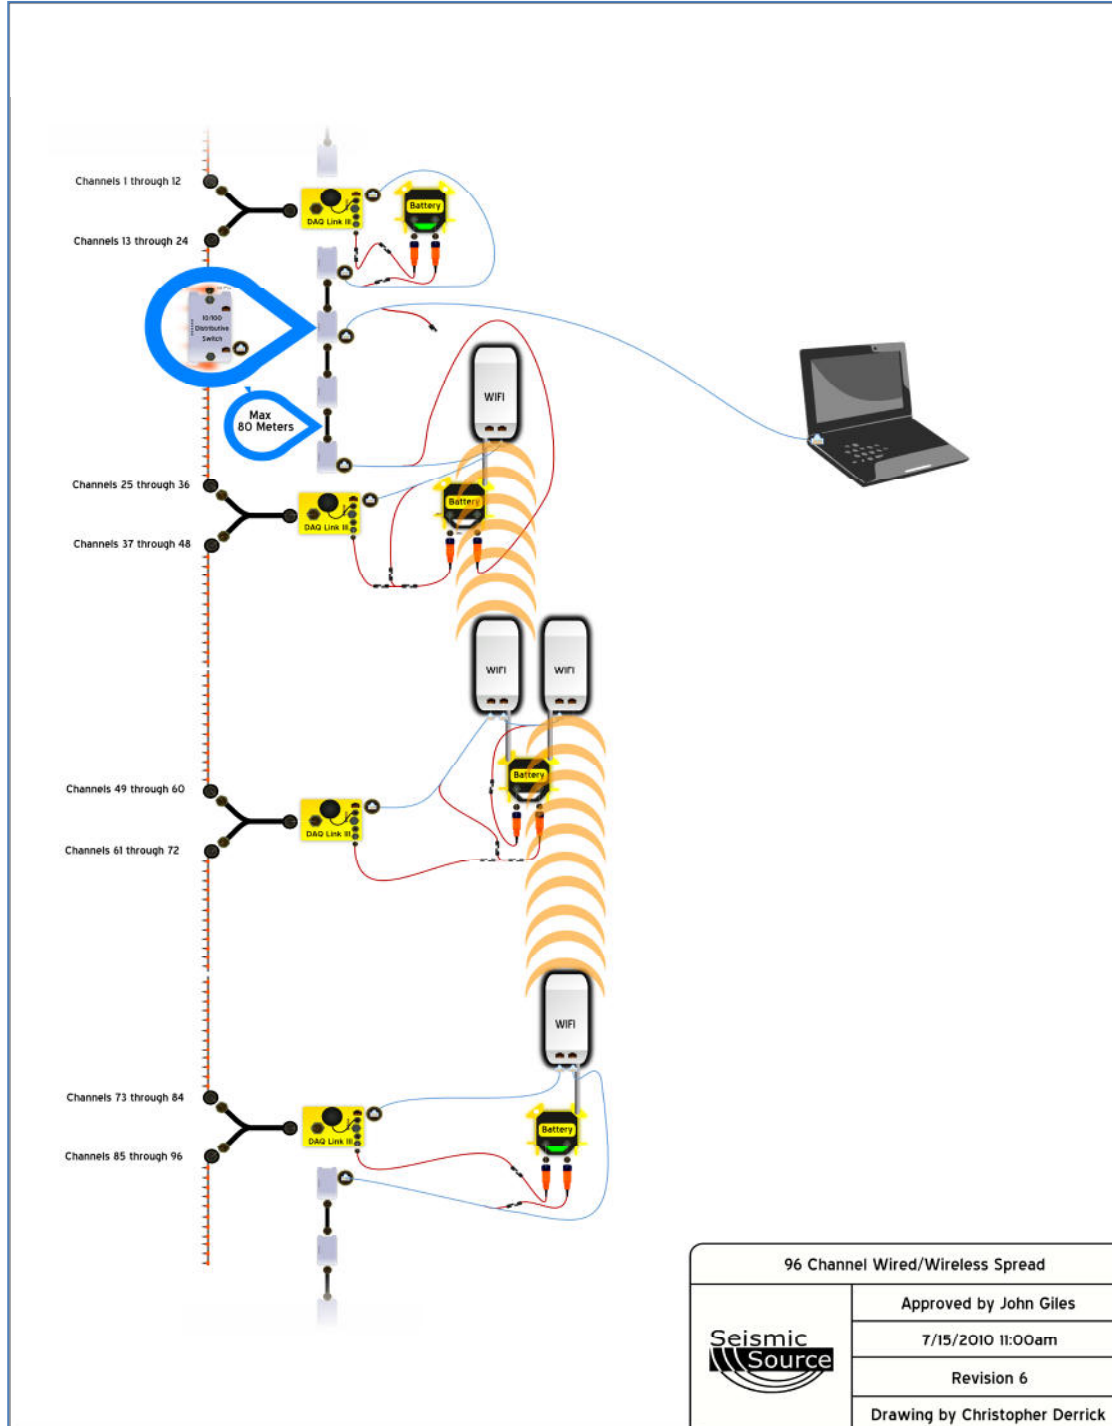 Channels 1 through 12
Battery
DAQ Link III
Channels 13 through 24
10/100
Distributive
Switch
WIFI
Max
80 Meters
Channels 25 through 36
Battery
DAQ Link III
Channels 37 through 48
WIFI
WIFI
Battery
Channels 49 through 60
DAQ Link III
Channels 61 through 72
WIFI
Channels 73 through 84
Battery
DAQ Link III
Channels 85 through 96
96 Channel Wired/Wireless Spread
Approved by John Giles
Seismic
Source
7/15/2010 11:00am
Revision 6
Drawing by Christopher Derrick